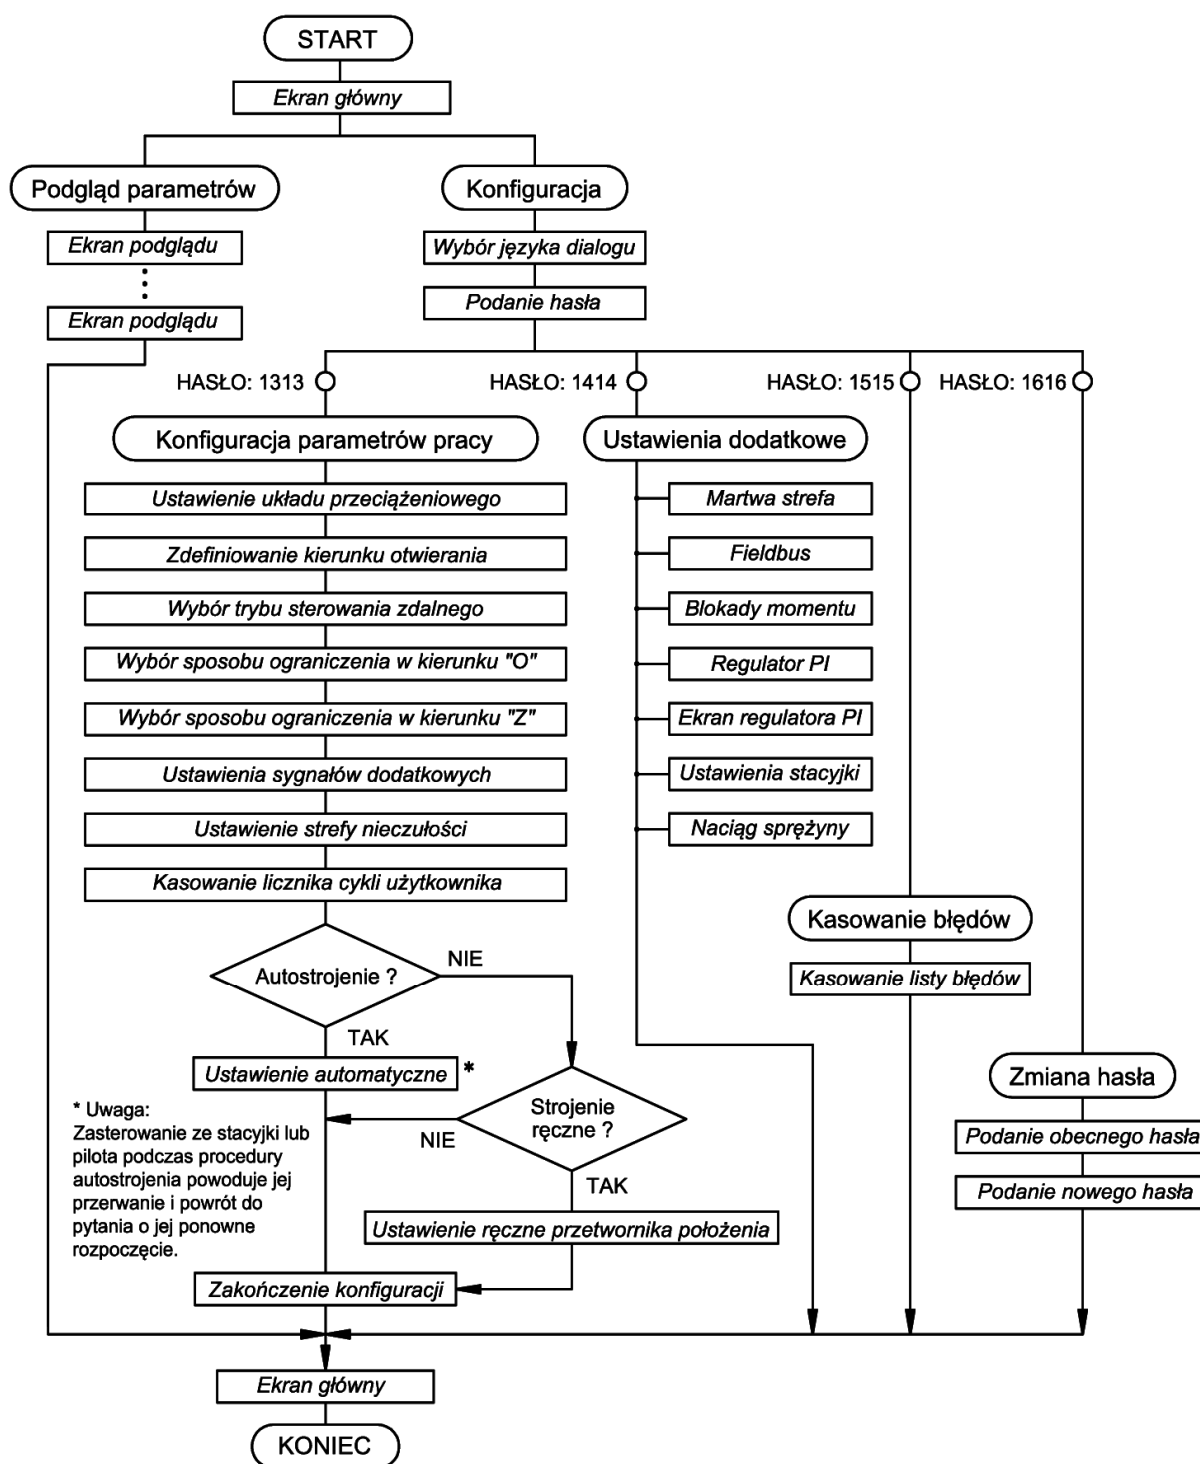 START
Ekran główny
Podgląd parametrów
Konfiguracja
Ekran podglądu
Wybór języka dialogu
Podanie hasła
Ekran podglądu
HASŁO: 1313
HASŁO: 1414
HASŁO: 1515
HASŁO: 1616
Konfiguracja parametrów pracy
Ustawienie układu przeciążeniowego
Zdefiniowanie kierunku otwierania
Wybór trybu sterowania zdalnego
Wybór sposobu ograniczenia w kierunku "O"
Wybór sposobu ograniczenia w kierunku "Z"
Ustawienia sygnałów dodatkowych
Ustawienie strefy nieczułości
Kasowanie licznika cykli użytkownika
Ustawienia dodatkowe
Martwa strefa
Fieldbus
Blokady momentu
Regulator PI
Ekran regulatora PI
Ustawienia stacyjki
Naciąg sprężyny
Kasowanie błędów
Kasowanie listy błędów
Zmiana hasła
Podanie obecnego hasła
Podanie nowego hasła
Autostrojenie ?
NIE
TAK
Ustawienie automatyczne *
Strojenie
ręczne ?
NIE
TAK
Ustawienie ręczne przetwornika położenia
* Uwaga:
Zasterowanie ze stacyjki lub
pilota podczas procedury
autostrojenia powoduje jej
przerwanie i powrót do
pytania o jej ponowne
rozpoczęcie.
Zakończenie konfiguracji
Ekran główny
KONIEC